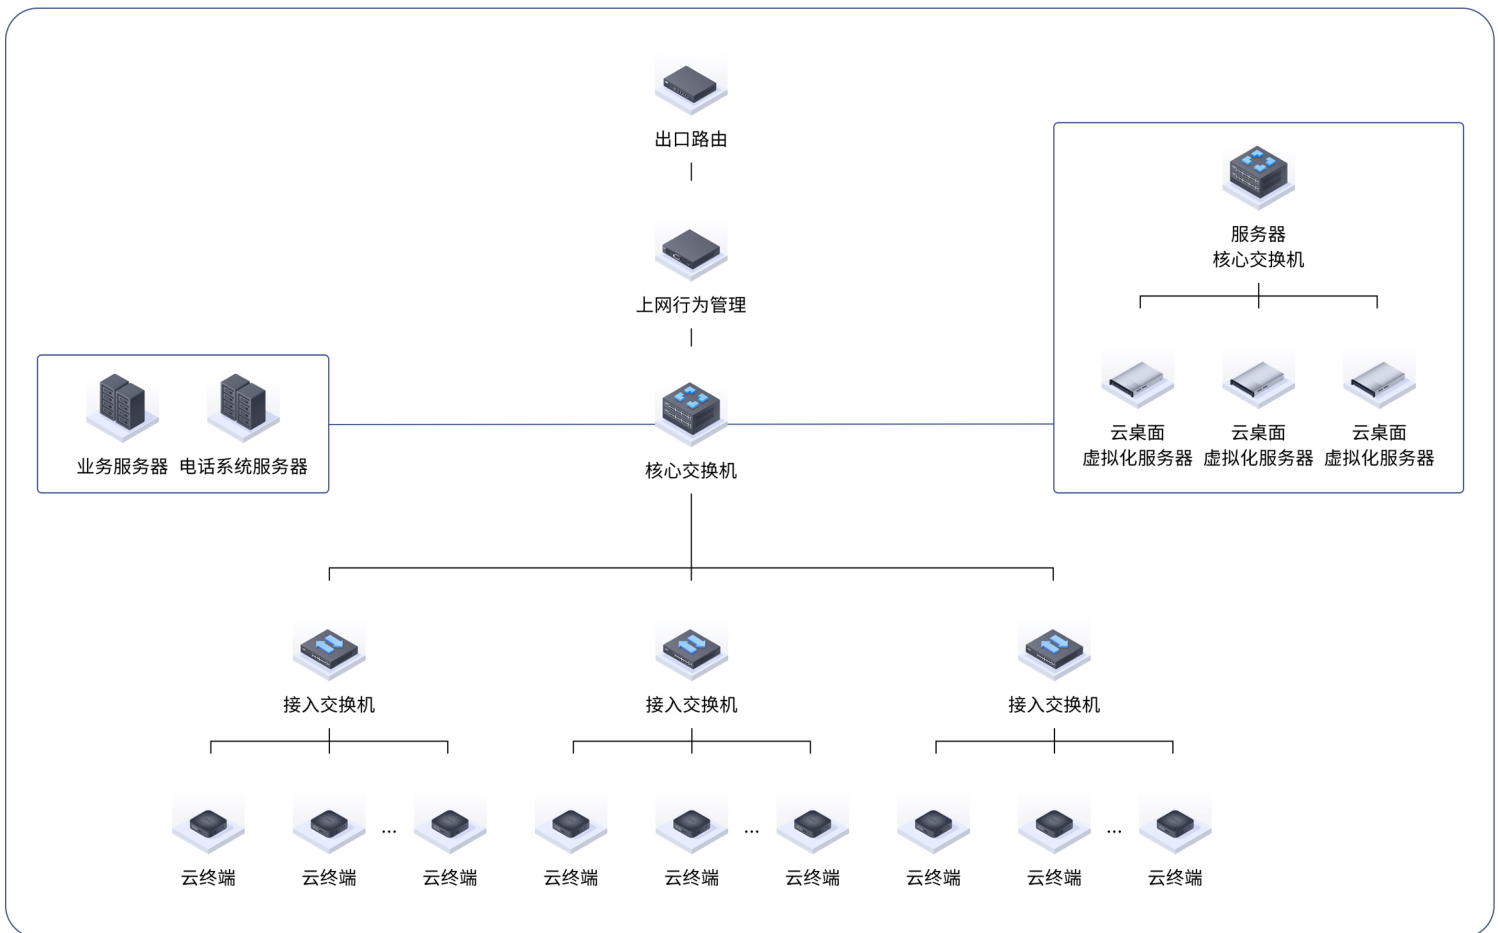 出口路由
上网行为管理
服务器
核心交换机
云桌面
虚拟化服务器
云桌面
虚拟化服务器
云桌面
虚拟化服务器
业务服务器
电话系统服务器
核心交换机
接入交换机
接入交换机
接入交换机
云终端
云终端
...
云终端
云终端
云终端
...
云终端
云终端
云终端
...
云终端